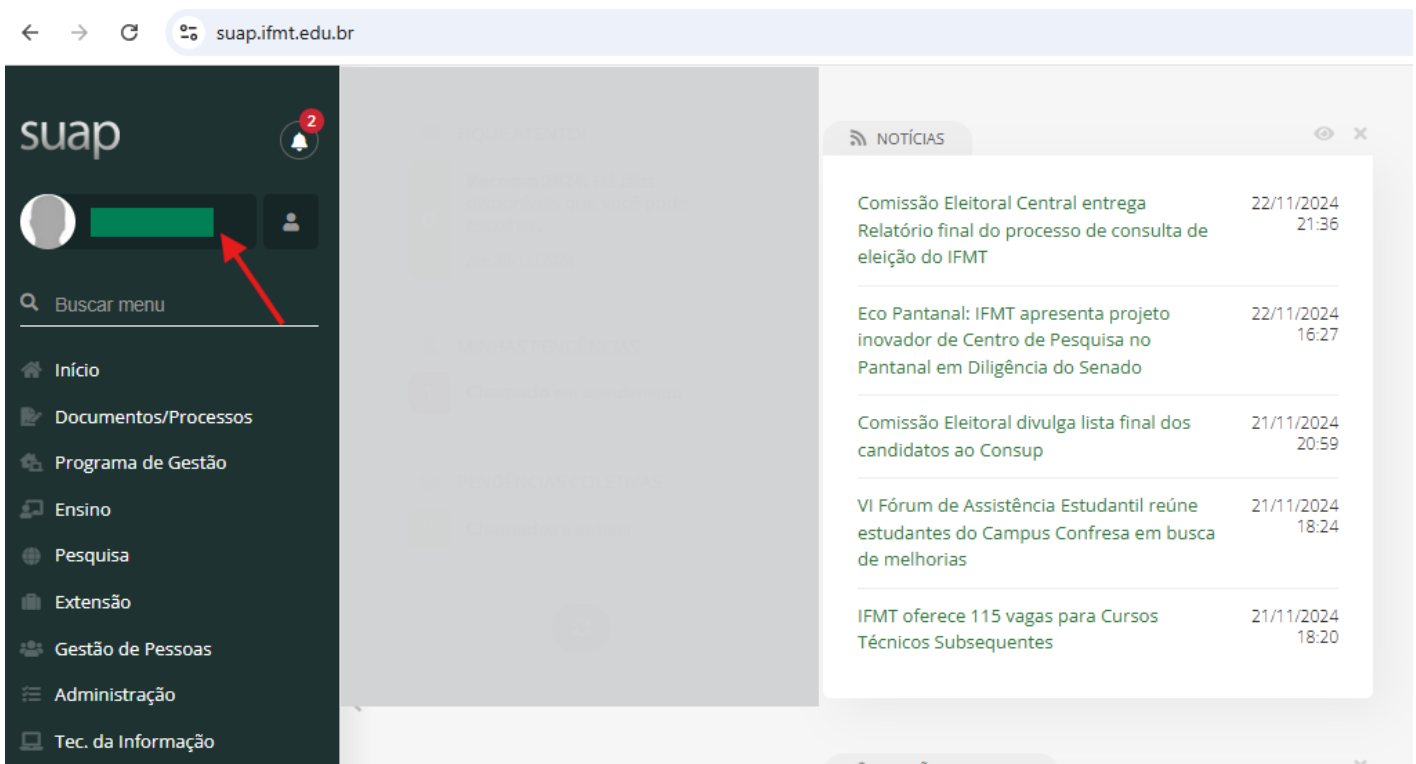 suap.ifmt.edu.br
suap
2
Buscar menu
Início
Documentos/Processos
Programa de Gestão
Ensino
Pesquisa
Extensão
Gestão de Pessoas
Administração
Tec. da Informação
NOTÍCIAS
Comissão Eleitoral Central entrega
Relatório final do processo de consulta de
eleição do IFMT
22/11/2024
21:36
Eco Pantanal: IFMT apresenta projeto
inovador de Centro de Pesquisa no
Pantanal em Diligência do Senado
22/11/2024
16:27
Comissão Eleitoral divulga lista final dos
candidatos ao Consup
21/11/2024
20:59
VI Fórum de Assistência Estudantil reúne
estudantes do Campus Confresa em busca
de melhorias
21/11/2024
18:24
IFMT oferece 115 vagas para Cursos
Técnicos Subsequentes
21/11/2024
18:20